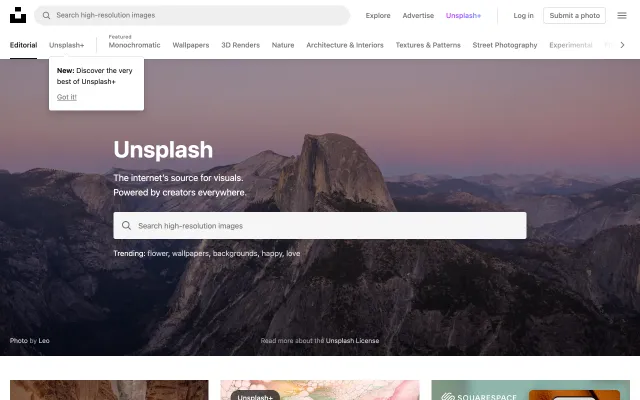 Search high-resolution images
Explore
Advertise
Unsplash+
Log in
Submit a photo
Editorial
Unsplash+
Featured
Monochromatic
Wallpapers
3D Renders
Nature
Architecture & Interiors
Textures & Patterns
Street Photography
Experimental
New: Discover the very
best of Unsplash+
Got it!
Unsplash
The internet's source for visuals.
Powered by creators everywhere.
Search high-resolution images
Trending: flower, wallpapers, backgrounds, happy, love
Photo by Leo
Read more about the Unsplash License
Unsplash+
SQUARESPACE